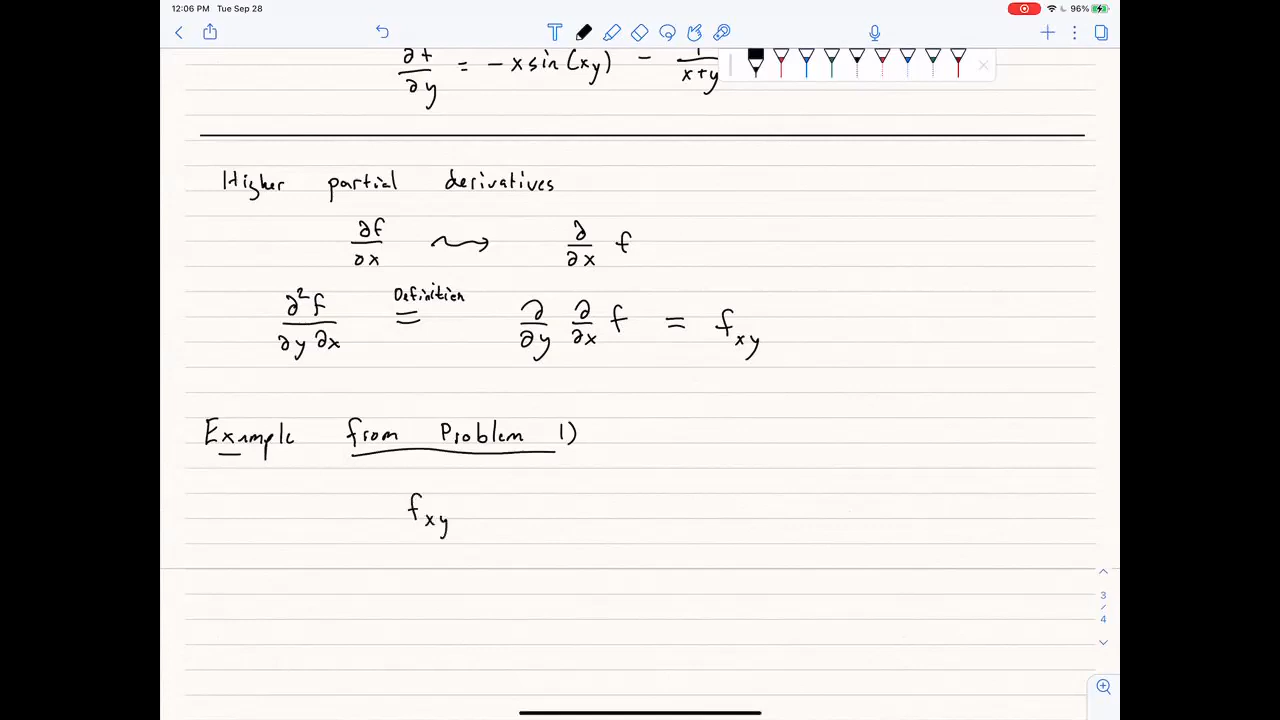 12:06 PM Tue Sep 28 96%
∂f/∂y = -x sin(xy) - 1/(x+y)
Higher partial derivatives
∂f/∂x ⇝ ∂/∂x f
∂²f/∂y∂x = Definition ∂/∂y ∂/∂x f = f_xy
Example from Problem 1)
f_xy
3
/
4